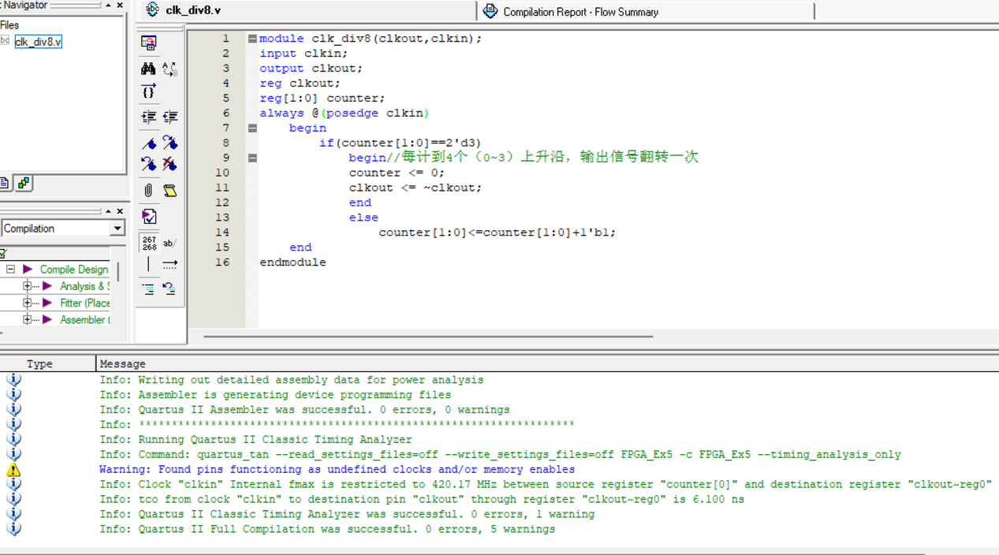 Navigator
clk_div8.v
Compilation Report - Flow Summary
Files
clk_div8.v
1 module clk_div8(clkout,clkin);
2 input clkin;
3 output clkout;
4 reg clkout;
5 reg[1:0] counter;
6 always @(posedge clkin)
7 begin
8 if(counter[1:0]==2'd3)
9 begin//每计到4个（0~3）上升沿，输出信号翻转一次
10 counter <= 0;
11 clkout <= ~clkout;
12 end
13 else
14 counter[1:0]<=counter[1:0]+1'b1;
15 end
16 endmodule
267
268
ab/
Compilation
Compile Design
Analysis & S
Fitter (Place
Assembler (
Type Message
Info: Writing out detailed assembly data for power analysis
Info: Assembler is generating device programming files
Info: Quartus II Assembler was successful. 0 errors, 0 warnings
Info: *******************************************************************
Info: Running Quartus II Classic Timing Analyzer
Info: Command: quartus_tan --read_settings_files=off --write_settings_files=off FPGA_Ex5 -c FPGA_Ex5 --timing_analysis_only
Warning: Found pins functioning as undefined clocks and/or memory enables
Info: Clock "clkin" Internal fmax is restricted to 420.17 MHz between source register "counter[0]" and destination register "clkout~reg0"
Info: tco from clock "clkin" to destination pin "clkout" through register "clkout~reg0" is 6.100 ns
Info: Quartus II Classic Timing Analyzer was successful. 0 errors, 1 warning
Info: Quartus II Full Compilation was successful. 0 errors, 5 warnings